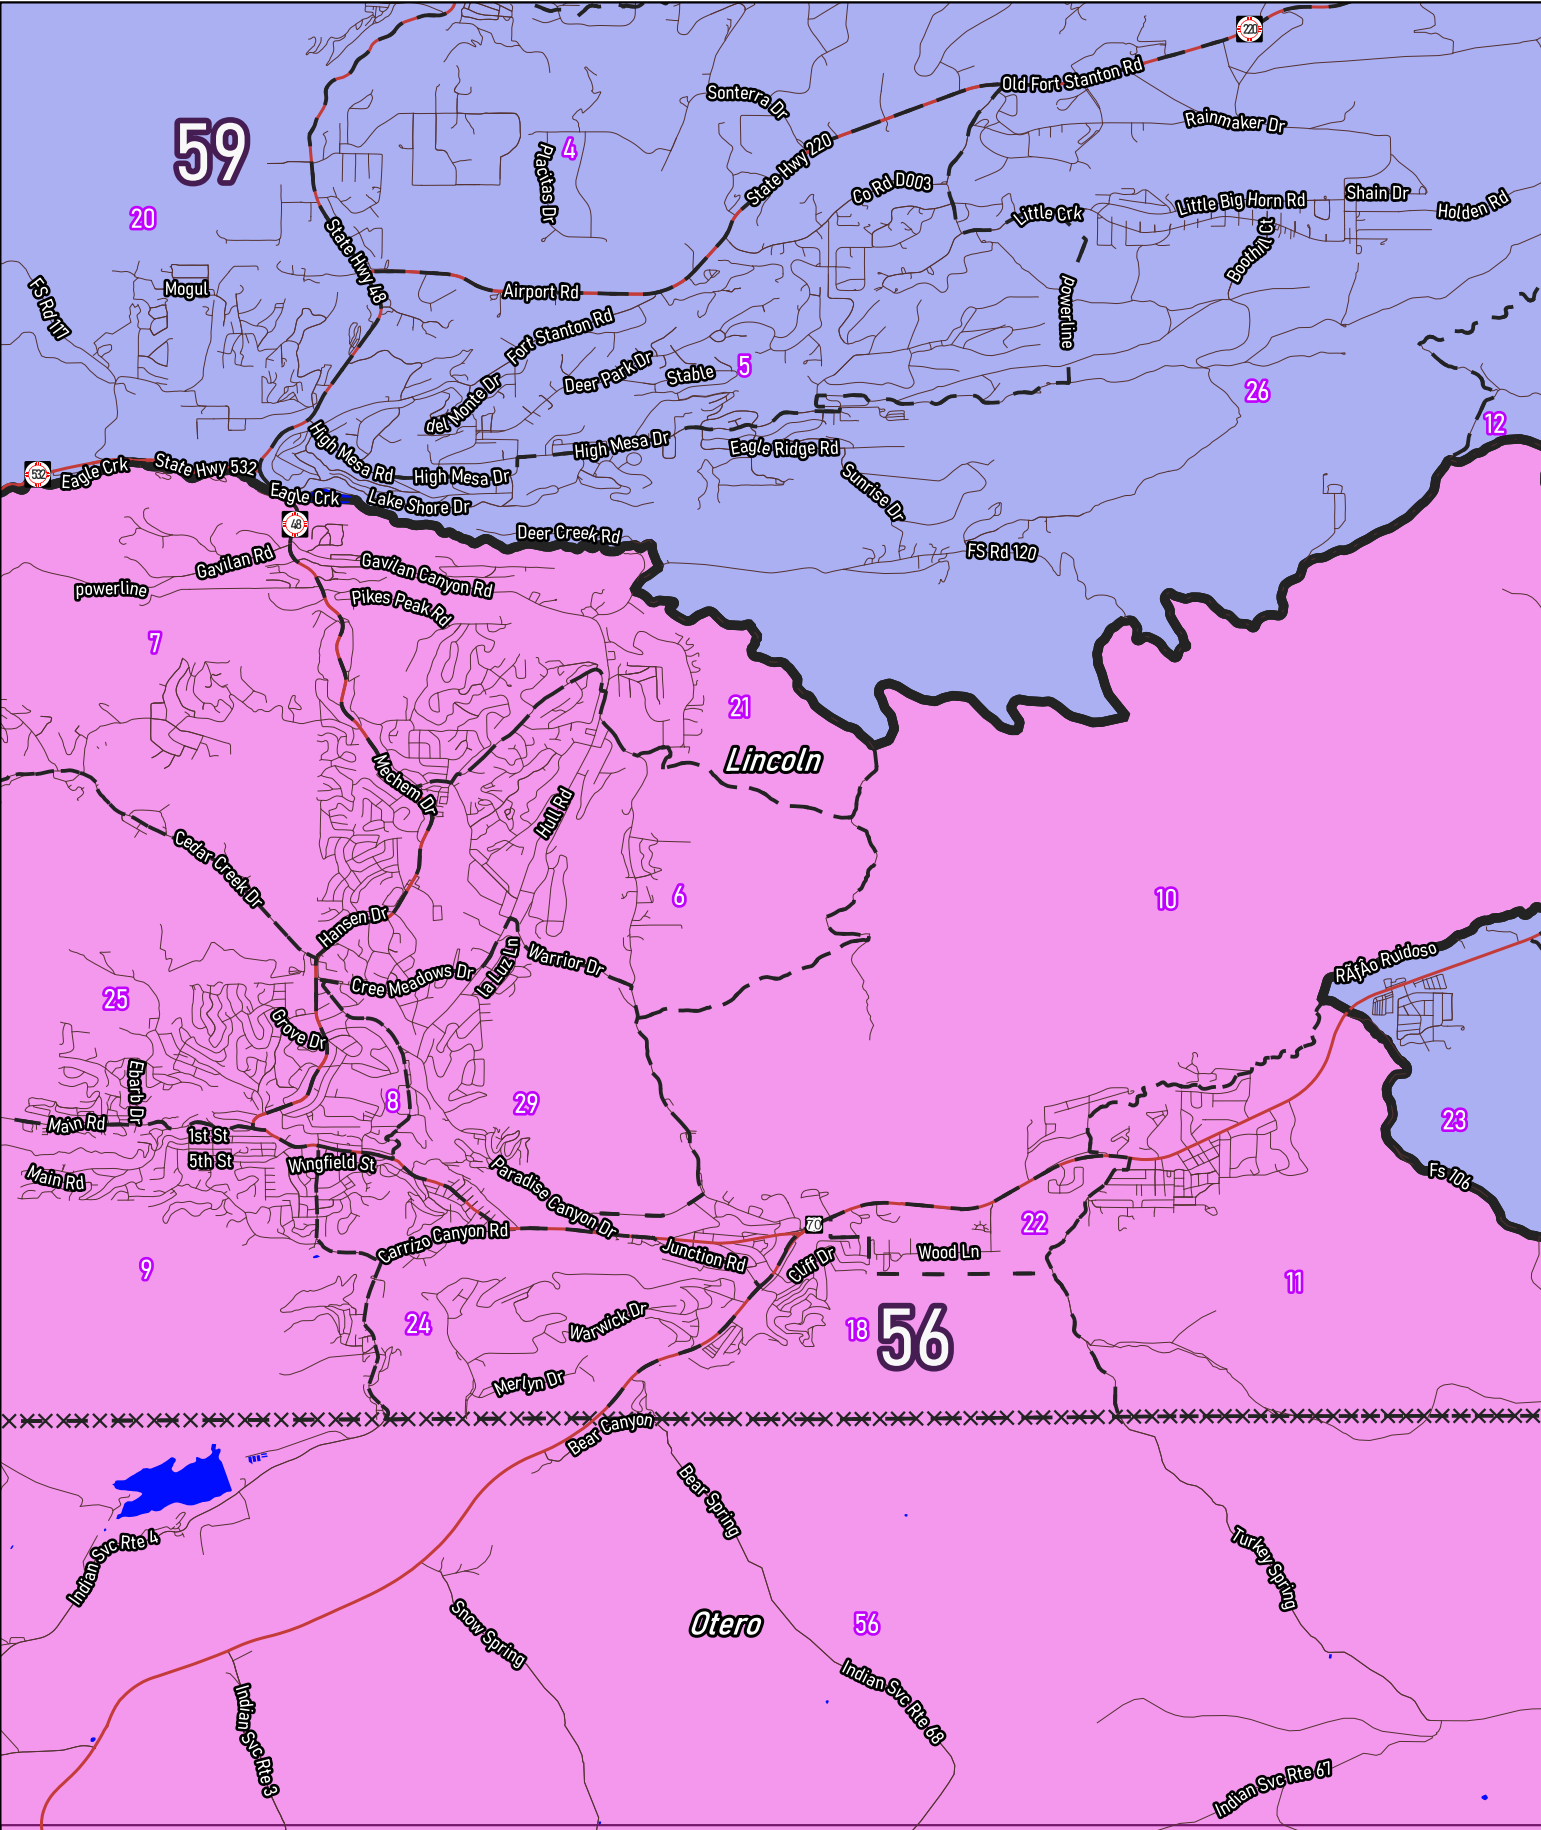 220
Old Fort Stanton Rd
Sonterra Dr
Rainmaker Dr
59
4
State Hwy 220
Placitas Dr
Co Rd D003
Little Big Horn Rd
Shain Dr
Holden Rd
20
Little Crk
State Hwy 48
Boothill Ct
Mogul
Airport Rd
FS Rd 117
Powerline
Fort Stanton Rd
Deer Park Dr
Stable
5
del Monte Dr
26
12
High Mesa Rd
High Mesa Dr
Eagle Ridge Rd
532
Eagle Crk
State Hwy 532
High Mesa Dr
Sunrise Dr
Eagle Crk
Lake Shore Dr
48
Deer Creek Rd
FS Rd 120
Gavilan Rd
Gavilan Canyon Rd
powerline
Pikes Peak Rd
7
21
Lincoln
Mechem Dr
Hull Rd
Cedar Creek Dr
6
10
Hansen Dr
Warrior Dr
RÃƒÂo Ruidoso
La Luz Ln
Cree Meadows Dr
25
Grove Dr
Ebarb Dr
8
29
23
Main Rd
1st St
5th St
Wingfield St
Main Rd
Paradise Canyon Dr
Fs 106
70
22
Carrizo Canyon Rd
Junction Rd
Cliff Dr
Wood Ln
9
11
24
Warwick Dr
18
56
Merlyn Dr
Bear Canyon
Bear Spring
Indian Svc Rte 4
Turkey Spring
Snow Spring
Otero
56
Indian Svc Rte 68
Indian Svc Rte 3
Indian Svc Rte 67